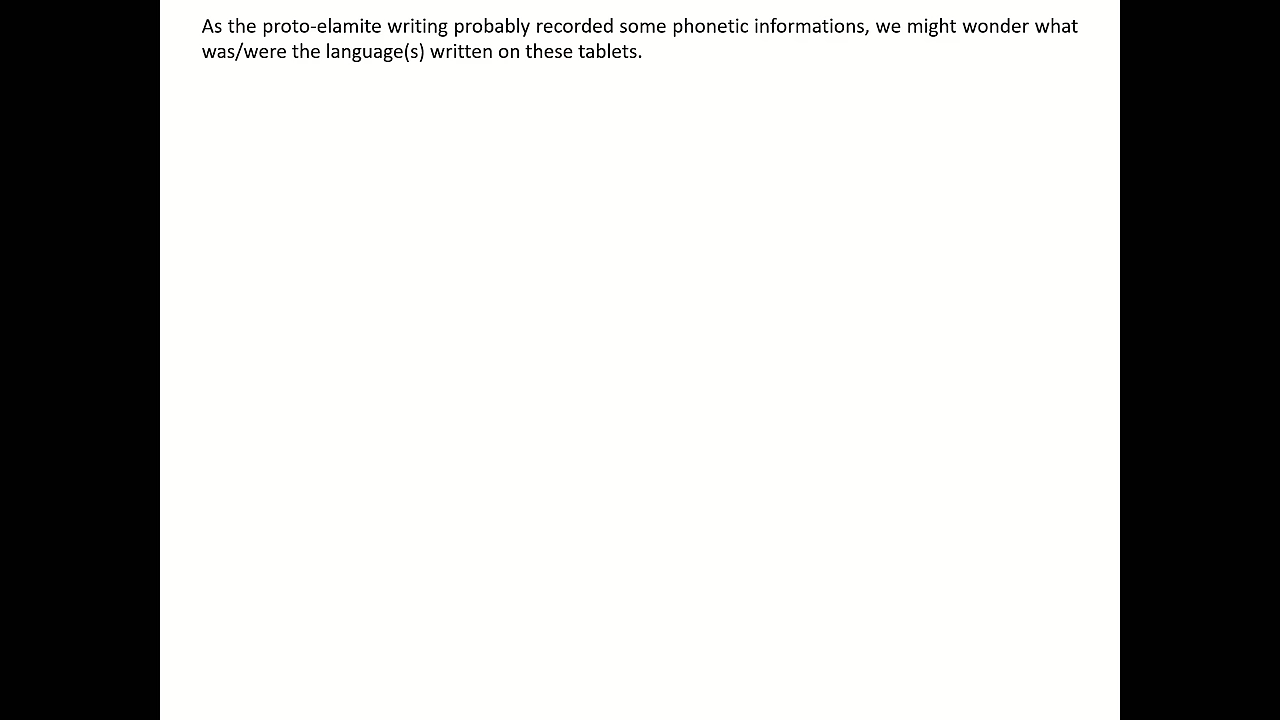 As the proto-elamite writing probably recorded some phonetic informations, we might wonder what
was/were the language(s) written on these tablets.